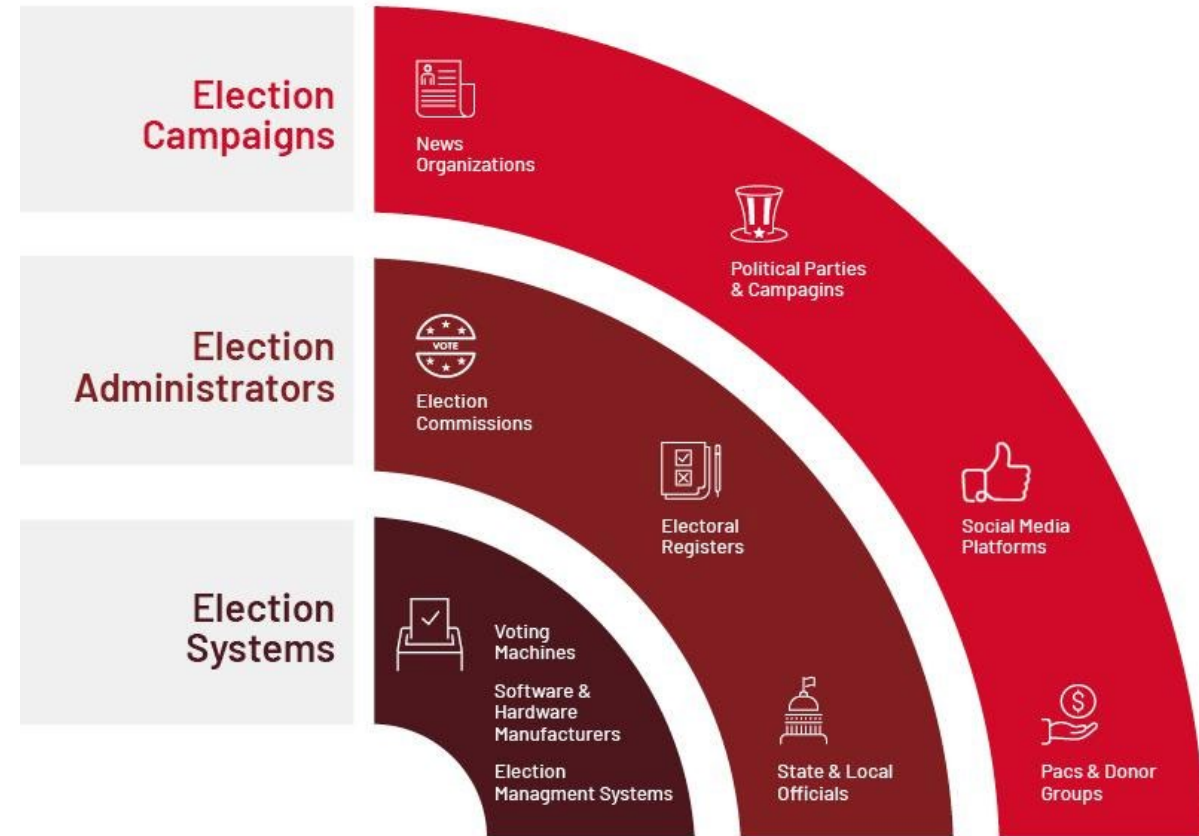 Election
Campaigns
News
Organizations
Political Parties
& Campagins
Social Media
Platforms
Pacs & Donor
Groups
Election
Administrators
VOTE
Election
Commissions
Electoral
Registers
State & Local
Officials
Election
Systems
Voting
Machines
Software &
Hardware
Manufacturers
Election
Managment Systems
$